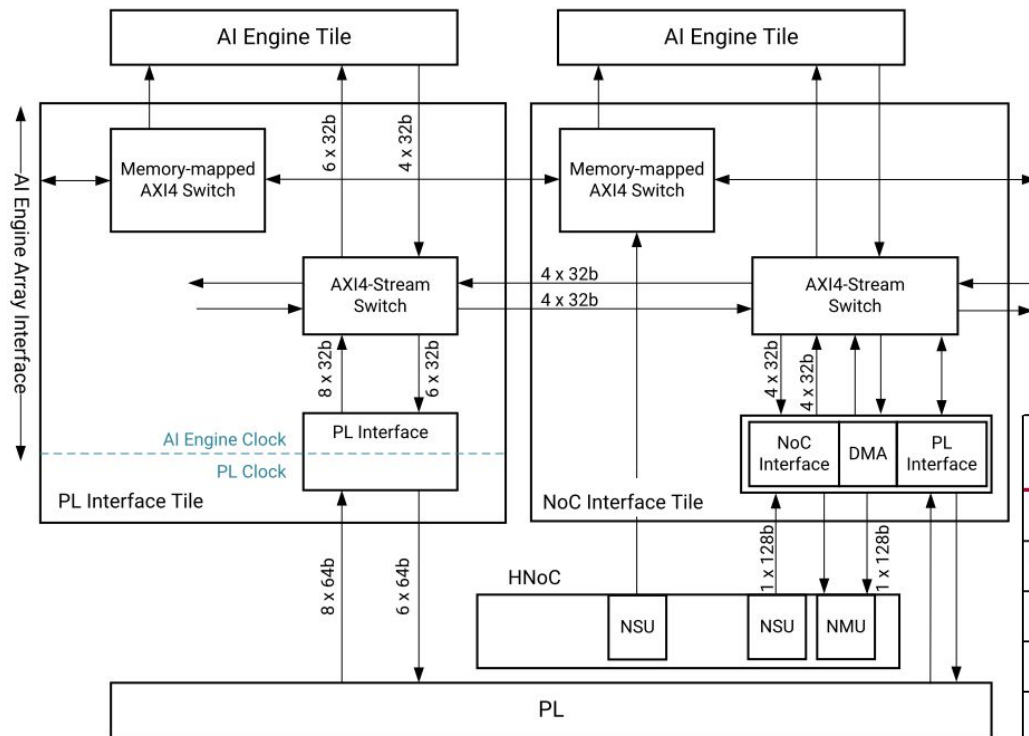 AI Engine Tile
AI Engine Tile
AI Engine Array Interface
Memory-mapped
AXI4 Switch
6 x 32b
4 x 32b
Memory-mapped
AXI4 Switch
AXI4-Stream
Switch
4 x 32b
4 x 32b
AXI4-Stream
Switch
8 x 32b
6 x 32b
4 x 32b
4 x 32b
PL Interface
AI Engine Clock
PL Clock
PL Interface Tile
NoC
Interface
DMA
PL
Interface
NoC Interface Tile
8 x 64b
6 x 64b
1 x 128b
1 x 128b
HNoC
NSU
NSU
NMU
PL